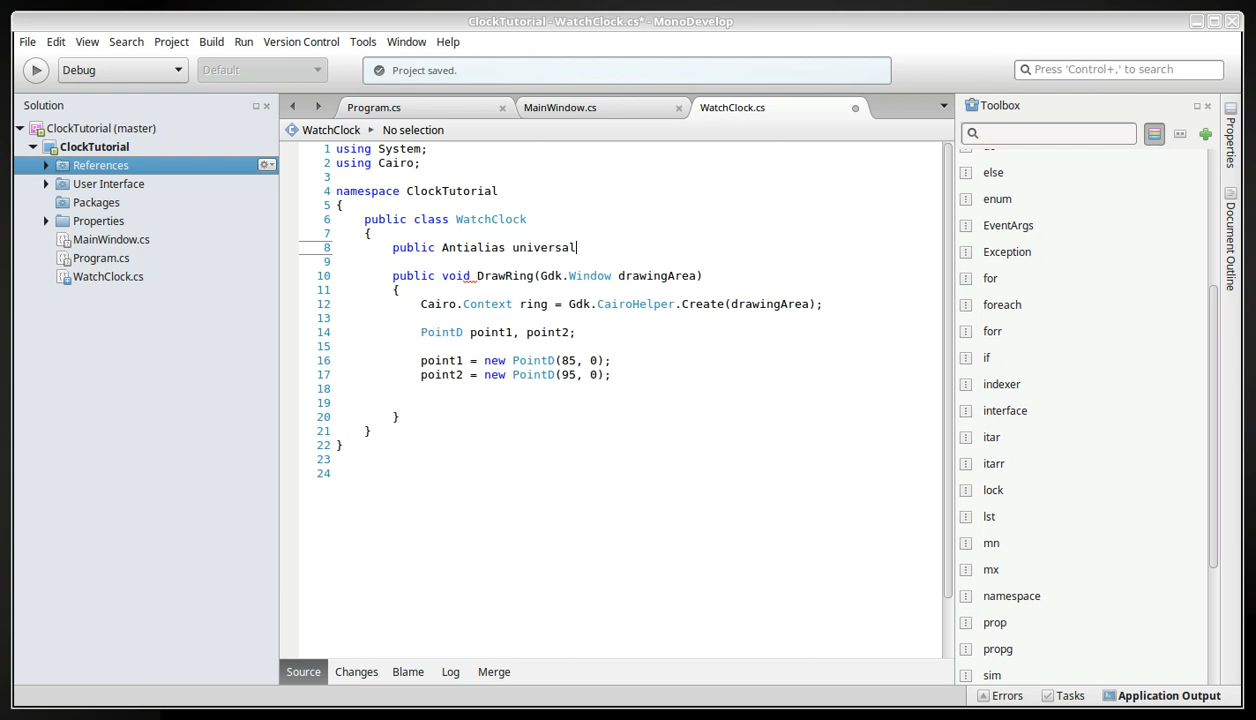 ClockTutorial - WatchClock.cs* - MonoDevelop
File Edit View Search Project Build Run Version Control Tools Window Help
Debug Default Project saved. Press 'Control+,' to search
Solution
ClockTutorial (master)
ClockTutorial
References
User Interface
Packages
Properties
MainWindow.cs
Program.cs
WatchClock.cs
Program.cs MainWindow.cs WatchClock.cs
WatchClock No selection
1 using System;
2 using Cairo;
3
4 namespace ClockTutorial
5 {
6 public class WatchClock
7 {
8 public Antialias universal
9
10 public void DrawRing(Gdk.Window drawingArea)
11 {
12 Cairo.Context ring = Gdk.CairoHelper.Create(drawingArea);
13
14 PointD point1, point2;
15
16 point1 = new PointD(85, 0);
17 point2 = new PointD(95, 0);
18
19
20 }
21 }
22 }
23
24
Source Changes Blame Log Merge
Toolbox
else
enum
EventArgs
Exception
for
foreach
forr
if
indexer
interface
itar
itarr
lock
lst
mn
mx
namespace
prop
propg
sim
Properties
Document Outline
Errors Tasks Application Output